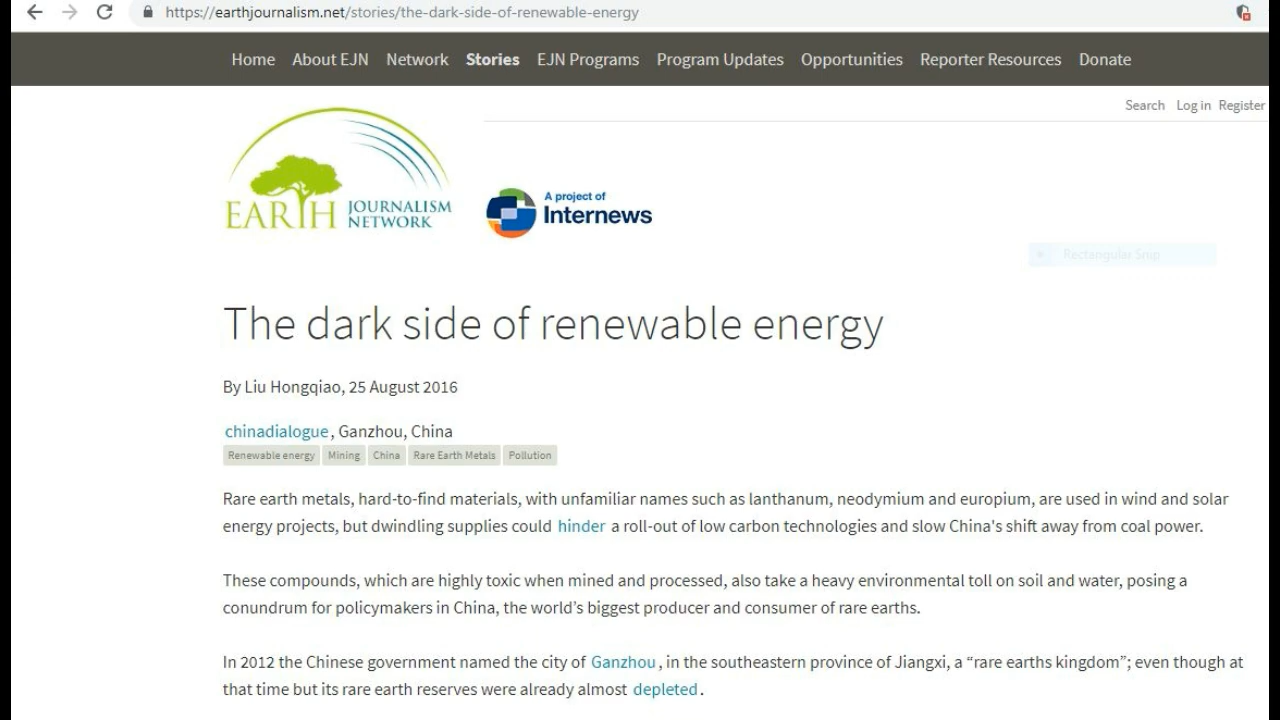 https://earthjournalism.net/stories/the-dark-side-of-renewable-energy
Home About EJN Network Stories EJN Programs Program Updates Opportunities Reporter Resources Donate
Search Log in Register
EARTH JOURNALISM NETWORK
A project of
Internews
Rectangular Snip
The dark side of renewable energy
By Liu Hongqiao, 25 August 2016
chinadialogue, Ganzhou, China
Renewable energy Mining China Rare Earth Metals Pollution
Rare earth metals, hard-to-find materials, with unfamiliar names such as lanthanum, neodymium and europium, are used in wind and solar
energy projects, but dwindling supplies could hinder a roll-out of low carbon technologies and slow China's shift away from coal power.
These compounds, which are highly toxic when mined and processed, also take a heavy environmental toll on soil and water, posing a
conundrum for policymakers in China, the world’s biggest producer and consumer of rare earths.
In 2012 the Chinese government named the city of Ganzhou, in the southeastern province of Jiangxi, a “rare earths kingdom”; even though at
that time but its rare earth reserves were already almost depleted.